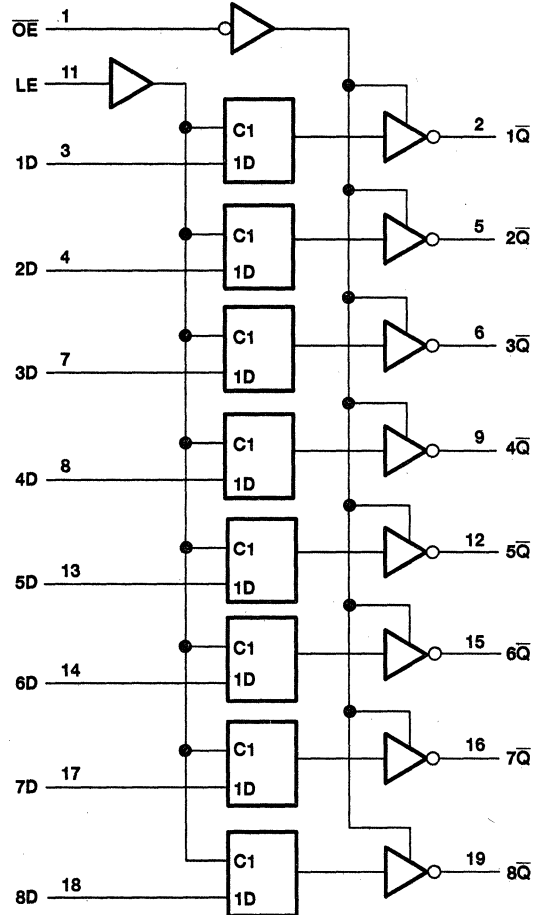 O̅E̅ 1
LE 11
C1 2 1Q̅
1D 3 1D
C1 5 2Q̅
2D 4 1D
C1 6 3Q̅
3D 7 1D
C1 9 4Q̅
4D 8 1D
C1 12 5Q̅
5D 13 1D
C1 15 6Q̅
6D 14 1D
C1 16 7Q̅
7D 17 1D
C1 19 8Q̅
8D 18 1D